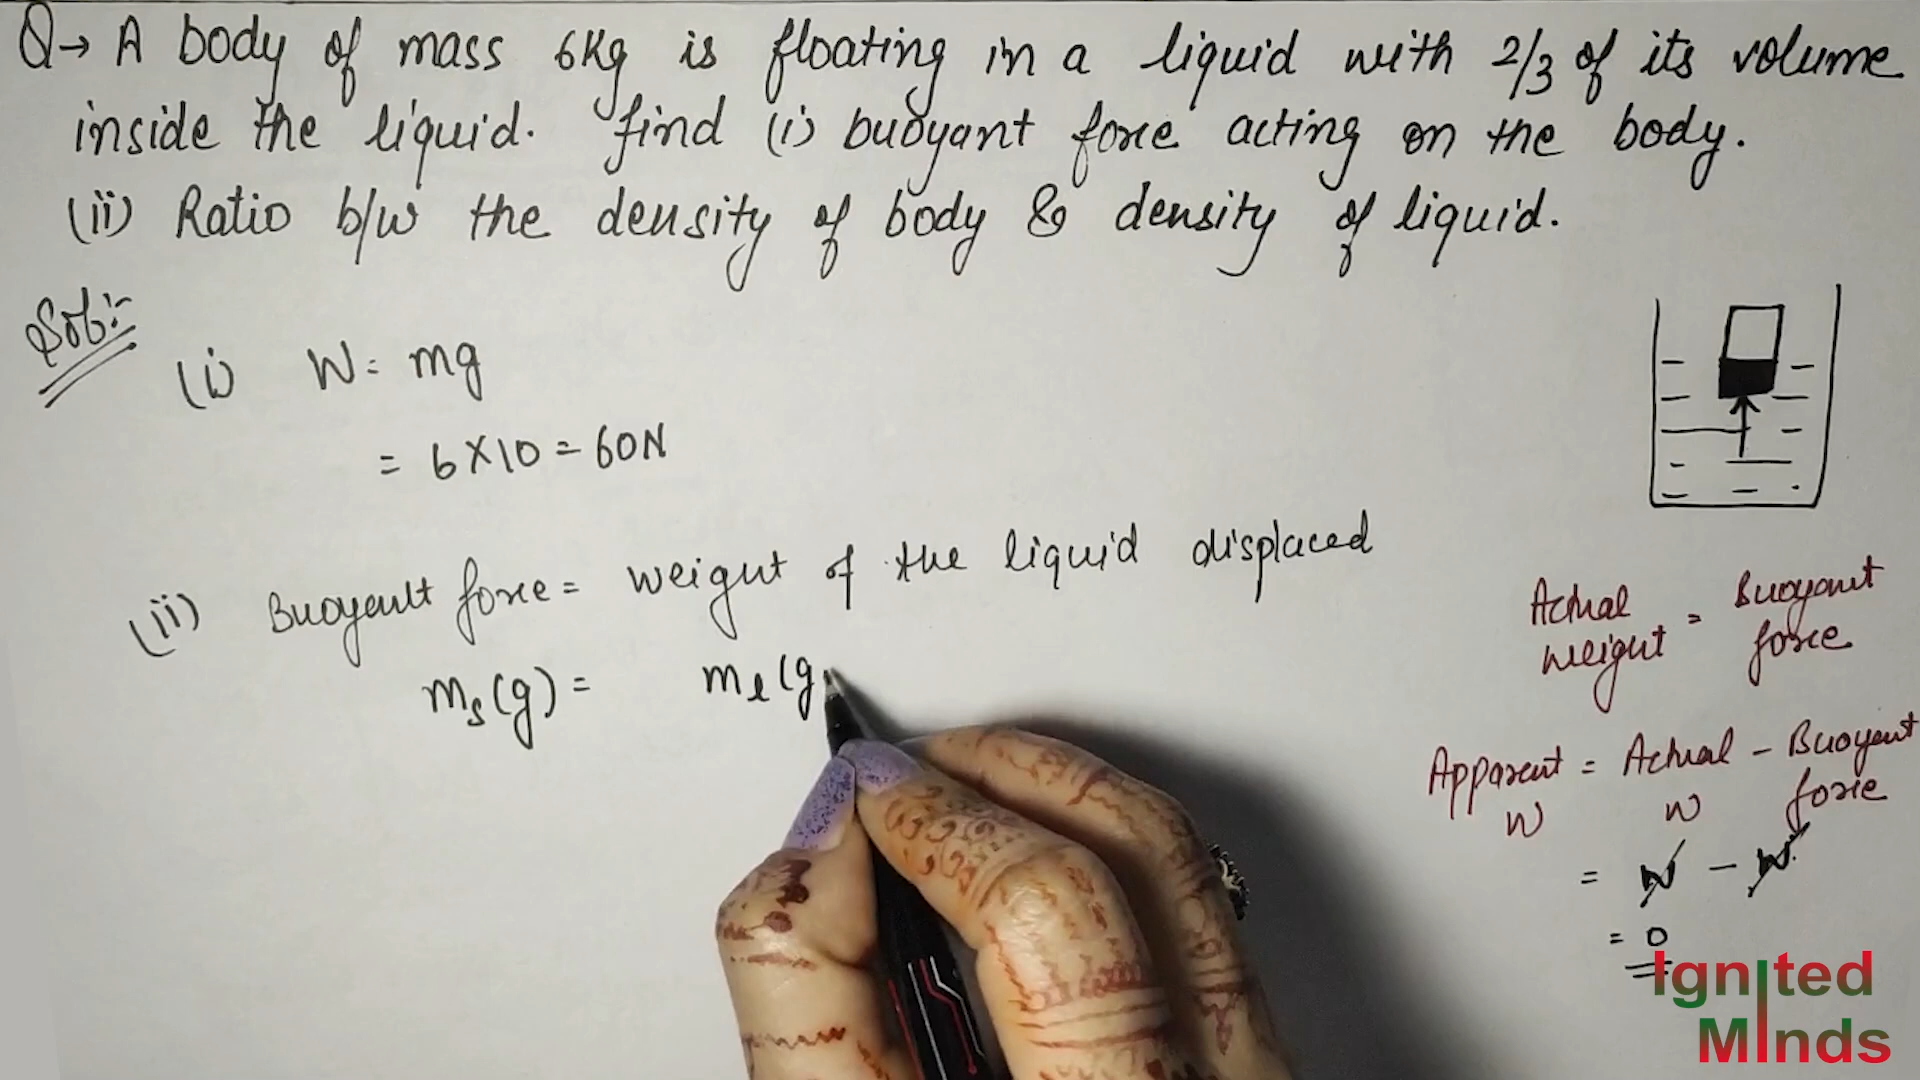 Q→ A body of mass 6Kg is floating in a liquid with 2/3 of its volume
inside the liquid. find (i) buoyant force acting on the body.
(ii) Ratio b/w the density of body & density of liquid.
Sol:-
(i) W = mg
= 6×10 = 60N
(ii) Buoyant force = weight of the liquid displaced
ms(g) = ml(g
Actual weight = Buoyant force
Apparent W = Actual W - Buoyant force
= W - W
= 0
Ignited
Minds